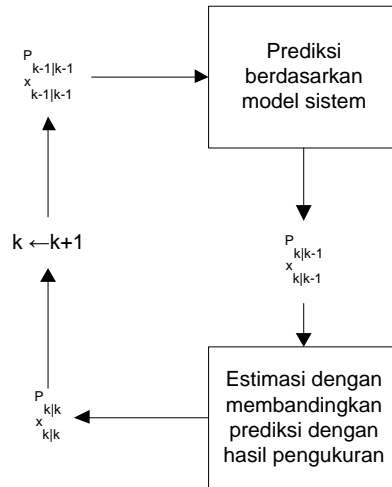 P
k-1|k-1
x
k-1|k-1
Prediksi
berdasarkan
model sistem
k ←k+1
P
k|k-1
x
k|k-1
P
k|k
x
k|k
Estimasi dengan
membandingkan
prediksi dengan
hasil pengukuran